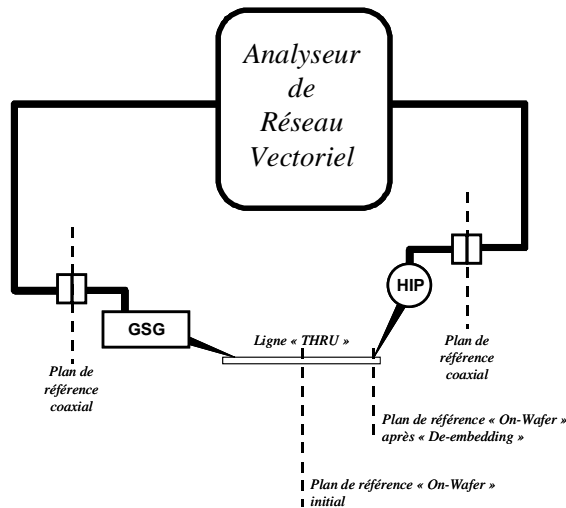 Analyseur
de
Réseau
Vectoriel
HIP
GSG
Ligne « THRU »
Plan de
référence
coaxial
Plan de
référence
coaxial
Plan de référence « On-Wafer »
après « De-embedding »
Plan de référence « On-Wafer »
initial